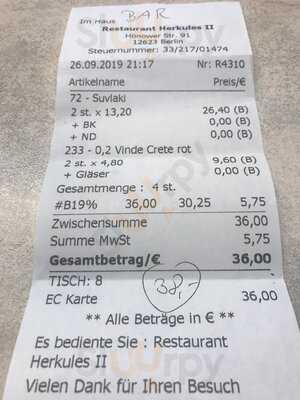 Im Haus BAR
Restaurant Herkules II
Hönower Str. 91
12623 Berlin
Steuernummer: 33/217/01474
26.09.2019 21:17 Nr: R4310
Artikelname Preis/€
72 - Suvlaki
2 st. x 13,20 26,40 (B)
+ BK 0,00 (B)
+ ND 0,00 (B)
233 - 0,2 Vinde Crete rot
2 st. x 4,80 9,60 (B)
+ Gläser 0,00 (B)
Gesamtmenge : 4 st.
#B19% 36,00 30,25 5,75
Zwischensumme 36,00
Summe MwSt 5,75
Gesamtbetrag/€ 36,00
TISCH: 8
38,-
EC Karte 36,00
** Alle Beträge in € **
Es bediente Sie : Restaurant
Herkules II
Vielen Dank für Ihren Besuch